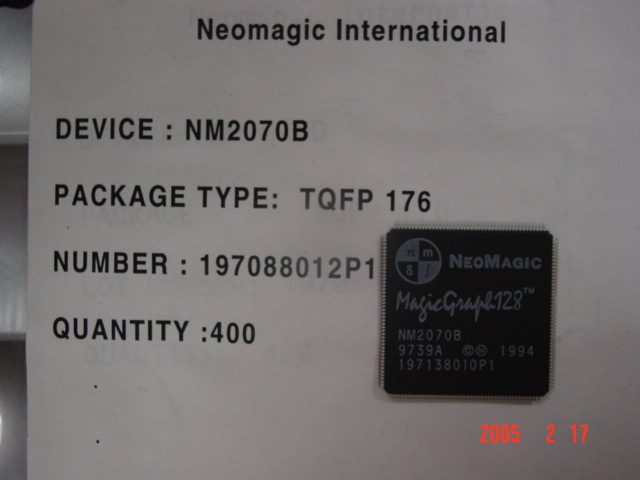 Neomagic International
DEVICE : NM2070B
PACKAGE TYPE: TQFP 176
NUMBER : 197088012P1
QUANTITY :400
n m
δ ∫
NEOMAGIC
MagicGraph128™
NM2070B
9739A ©Ⓜ 1994
197138010P1
2005 2 17